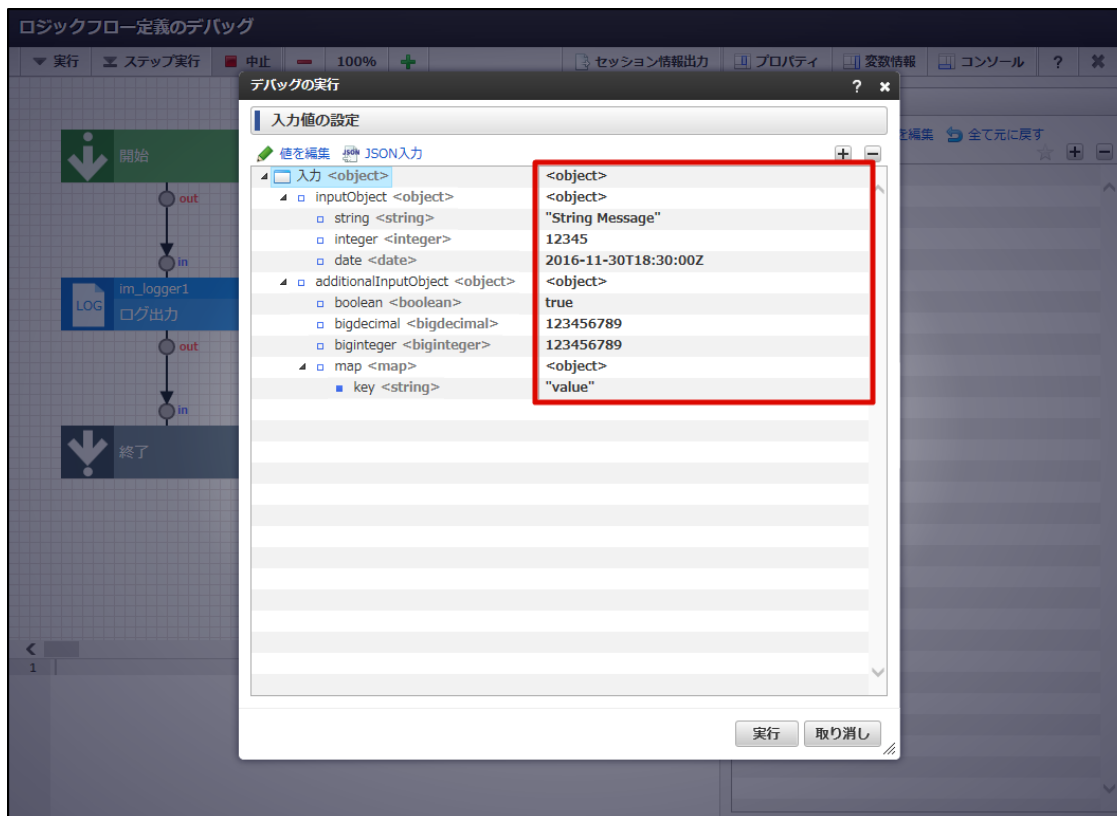 ロジックフロー定義のデバッグ
実行 ステップ実行 中止 100% セッション情報出力 プロパティ 変数情報 コンソール ?
デバッグの実行 ?
入力値の設定
値を編集 JSON入力
を編集 全て元に戻す
入力 <object> <object>
inputObject <object> <object>
string <string> "String Message"
integer <integer> 12345
date <date> 2016-11-30T18:30:00Z
additionalInputObject <object> <object>
boolean <boolean> true
bigdecimal <bigdecimal> 123456789
biginteger <biginteger> 123456789
map <map> <object>
key <string> "value"
開始
out
in
im_logger1
LOG ログ出力
out
in
終了
1
実行 取り消し